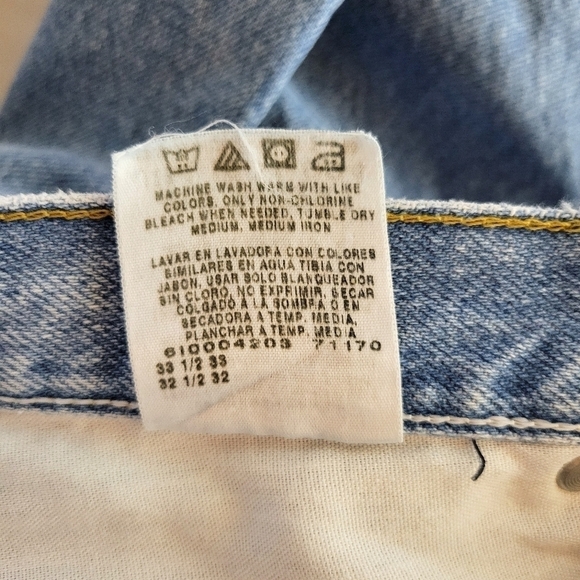 MACHINE WASH WARM WITH LIKE
COLORS, ONLY NON-CHLORINE
BLEACH WHEN NEEDED, TUMBLE DRY
MEDIUM, MEDIUM IRON
LAVAR EN LAVADORA CON COLORES
SIMILARES EN AGUA TIBIA CON
JABON, USAR SOLO BLANQUEADOR
SIN CLORO, NO EXPRIMIR, SECAR
COLGADO A LA SOMBRA O EN
SECADORA A TEMP. MEDIA,
PLANCHAR A TEMP. MEDIA
610004203 71170
33 1/2 33
32 1/2 32